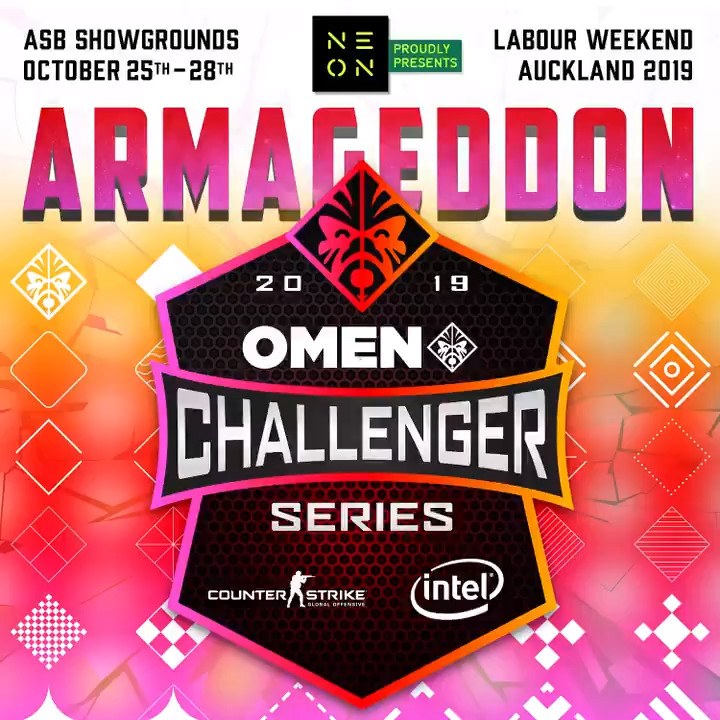 ASB SHOWGROUNDS
OCTOBER 25TH – 28TH
NE
ON
PROUDLY
PRESENTS
LABOUR WEEKEND
AUCKLAND 2019
ARMAGEDDON
20 19
OMEN
CHALLENGER
SERIES
COUNTER STRIKE
GLOBAL OFFENSIVE
intel